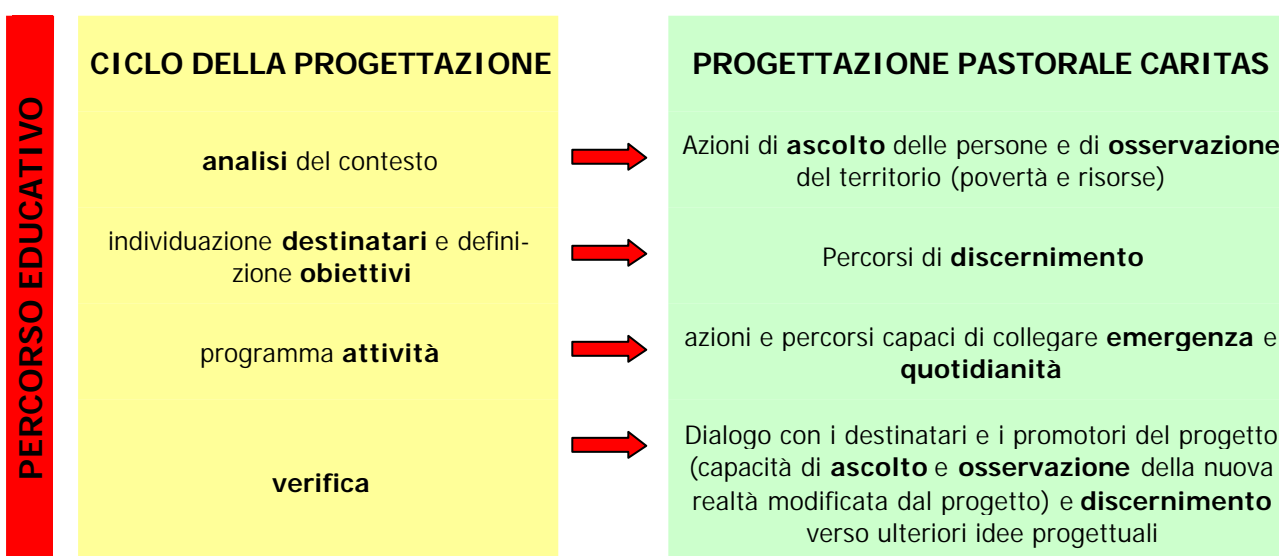 PERCORSO EDUCATIVO
CICLO DELLA PROGETTAZIONE
PROGETTAZIONE PASTORALE CARITAS
analisi del contesto
Azioni di ascolto delle persone e di osservazione
del territorio (povertà e risorse)
individuazione destinatari e defini-
zione obiettivi
Percorsi di discernimento
programma attività
azioni e percorsi capaci di collegare emergenza e
quotidianità
verifica
Dialogo con i destinatari e i promotori del progetto
(capacità di ascolto e osservazione della nuova
realtà modificata dal progetto) e discernimento
verso ulteriori idee progettuali